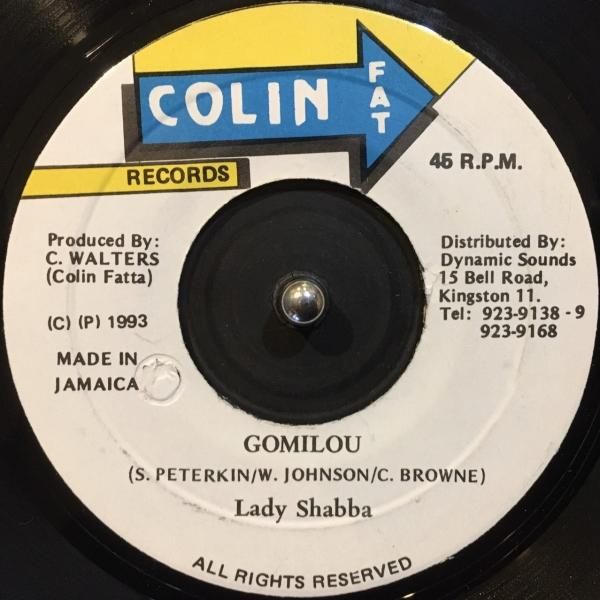 COLIN FAT
RECORDS
45 R.P.M.
Produced By:
C. WALTERS
(Colin Fatta)
(C) (P) 1993
MADE IN
JAMAICA
Distributed By:
Dynamic Sounds
15 Bell Road,
Kingston 11.
Tel: 923-9138 - 9
923-9168
GOMILOU
(S. PETERKIN/W. JOHNSON/C. BROWNE)
Lady Shabba
ALL RIGHTS RESERVED